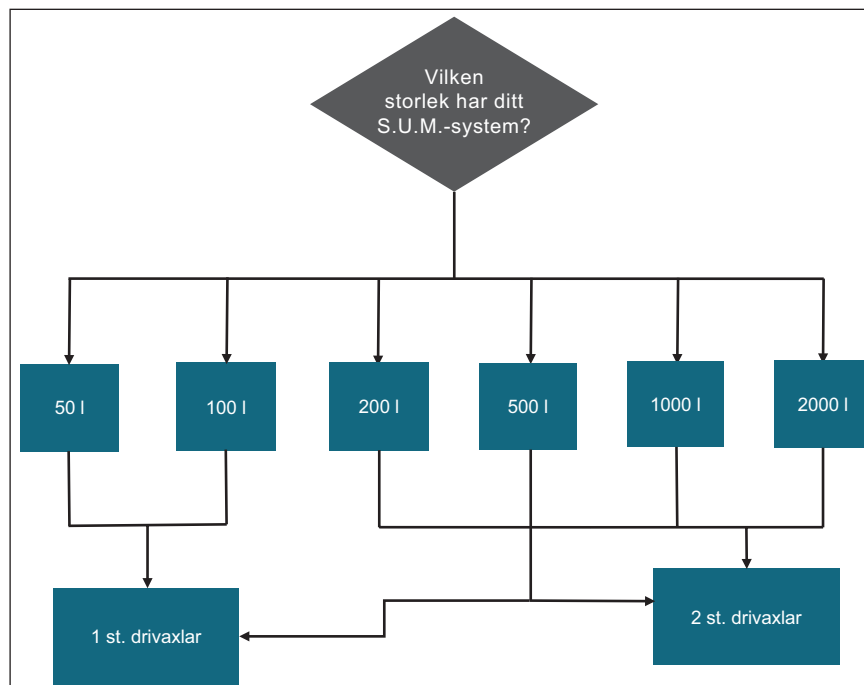 Vilken
storlek har ditt
S.U.M.-system?
50 l
100 l
200 l
500 l
1000 l
2000 l
1 st. drivaxlar
2 st. drivaxlar